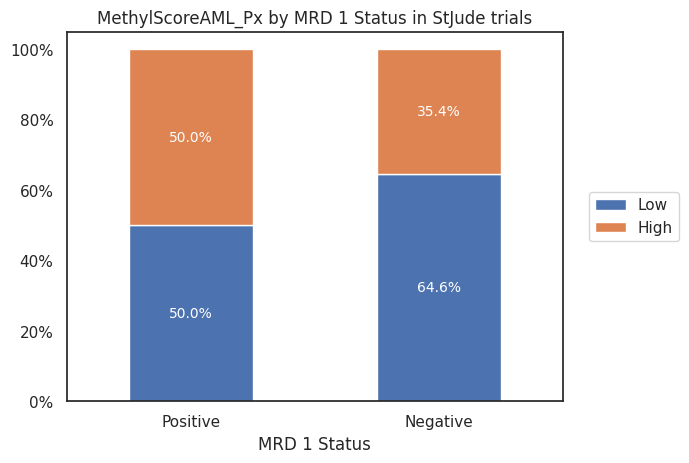 MethylScoreAML_Px by MRD 1 Status in StJude trials
100%
80%
60%
40%
20%
0%
50.0%
35.4%
50.0%
64.6%
Low
High
Positive
Negative
MRD 1 Status